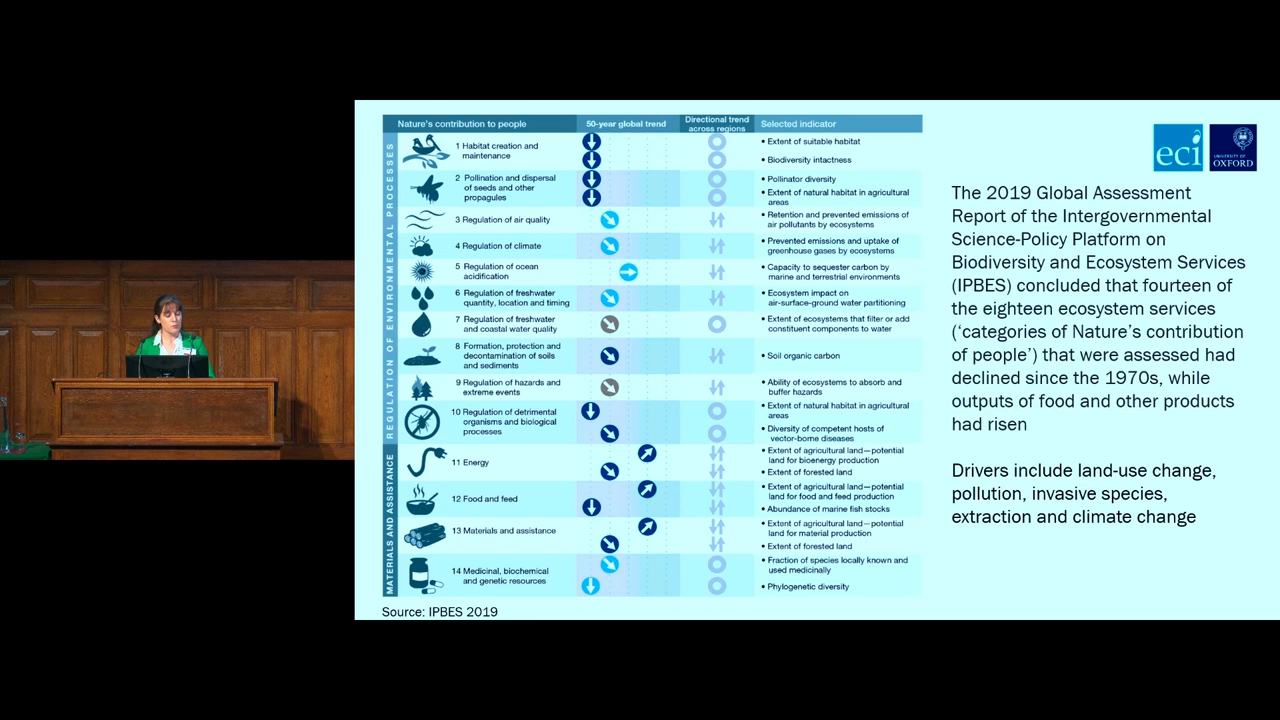 Nature's contribution to people
50-year global trend
Directional trend
across regions
Selected indicator
REGULATION OF ENVIRONMENTAL PROCESSES
1 Habitat creation and
maintenance
• Extent of suitable habitat
• Biodiversity intactness
2 Pollination and dispersal
of seeds and other
propagules
• Pollinator diversity
• Extent of natural habitat in agricultural
areas
3 Regulation of air quality
• Retention and prevented emissions of
air pollutants by ecosystems
4 Regulation of climate
• Prevented emissions and uptake of
greenhouse gases by ecosystems
5 Regulation of ocean
acidification
• Capacity to sequester carbon by
marine and terrestrial environments
6 Regulation of freshwater
quantity, location and timing
• Ecosystem impact on
air-surface-ground water partitioning
7 Regulation of freshwater
and coastal water quality
• Extent of ecosystems that filter or add
constituent components to water
8 Formation, protection and
decontamination of soils
and sediments
• Soil organic carbon
9 Regulation of hazards and
extreme events
• Ability of ecosystems to absorb and
buffer hazards
10 Regulation of detrimental
organisms and biological
processes
• Extent of natural habitat in agricultural
areas
• Diversity of competent hosts of
vector-borne diseases
MATERIALS AND ASSISTANCE
11 Energy
• Extent of agricultural land—potential
land for bioenergy production
• Extent of forested land
12 Food and feed
• Extent of agricultural land—potential
land for food and feed production
• Abundance of marine fish stocks
13 Materials and assistance
• Extent of agricultural land—potential
land for material production
• Extent of forested land
14 Medicinal, biochemical
and genetic resources
• Fraction of species locally known and
used medicinally
• Phylogenetic diversity
Source: IPBES 2019
eci
UNIVERSITY OF
OXFORD
The 2019 Global Assessment
Report of the Intergovernmental
Science-Policy Platform on
Biodiversity and Ecosystem Services
(IPBES) concluded that fourteen of
the eighteen ecosystem services
('categories of Nature's contribution
of people') that were assessed had
declined since the 1970s, while
outputs of food and other products
had risen
Drivers include land-use change,
pollution, invasive species,
extraction and climate change